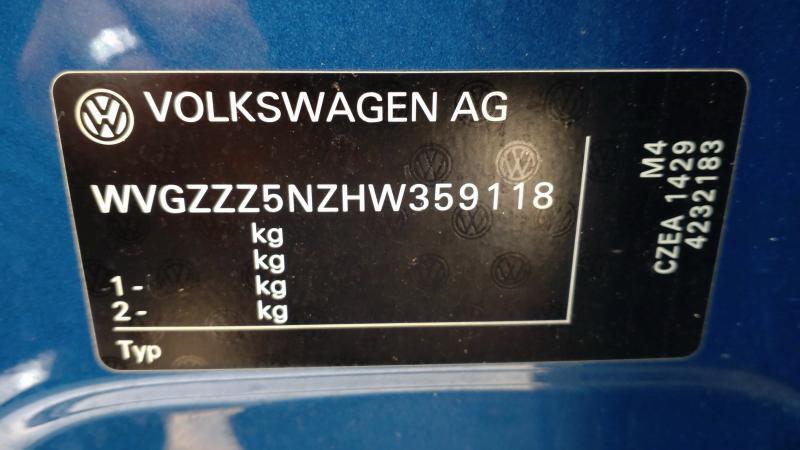 VOLKSWAGEN AG
WVGZZZ5NZHW359118
kg
kg
1- kg
2- kg
Typ
M4
CZEA 1429
4232183